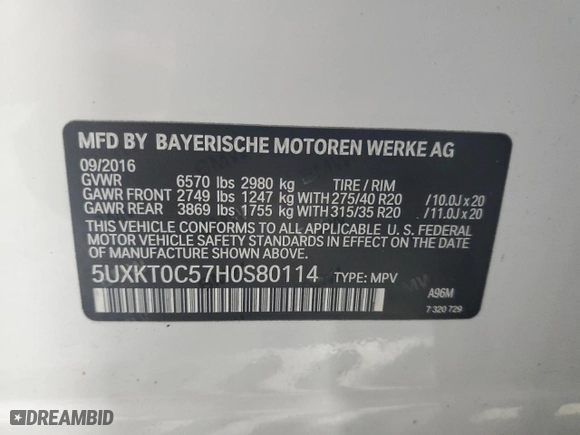 MFD BY BAYERISCHE MOTOREN WERKE AG
09/2016
GVWR 6570 lbs 2980 kg TIRE / RIM
GAWR FRONT 2749 lbs 1247 kg WITH 275/40 R20 /10.0J x 20
GAWR REAR 3869 lbs 1755 kg WITH 315/35 R20 /11.0J x 20
THIS VEHICLE CONFORMS TO ALL APPLICABLE U. S. FEDERAL
MOTOR VEHICLE SAFETY STANDARDS IN EFFECT ON THE
DATE OF MANUFACTURE SHOWN ABOVE.
5UXKT0C57H0S80114 TYPE: MPV
A96M
7 320 729
DREAMBID